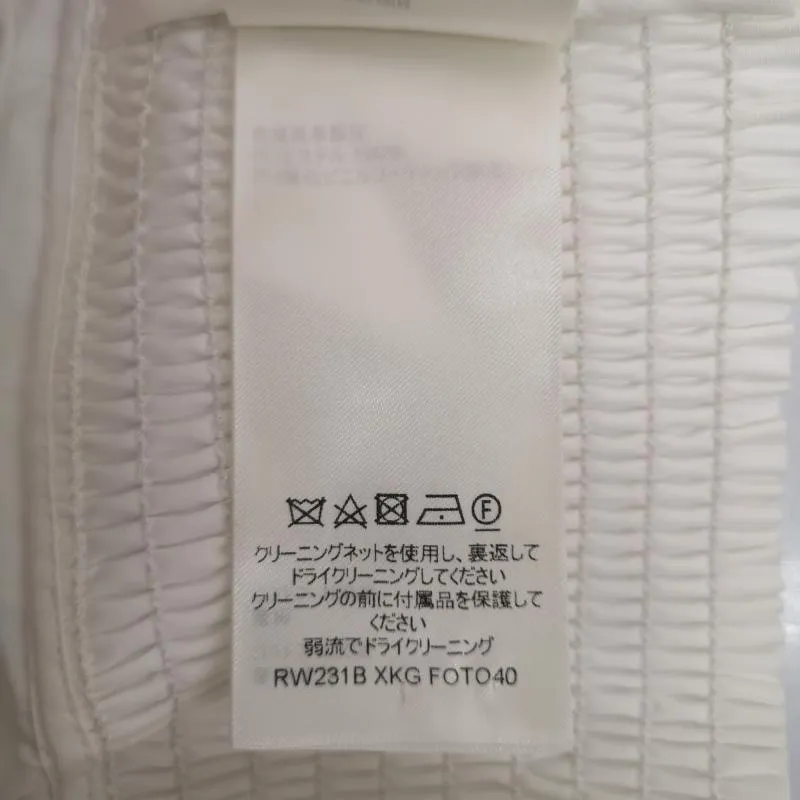 F
クリーニングネットを使用し、裏返して
ドライクリーニングしてください
クリーニングの前に付属品を保護して
ください
弱流でドライクリーニング
RW231B XKG FOTO40